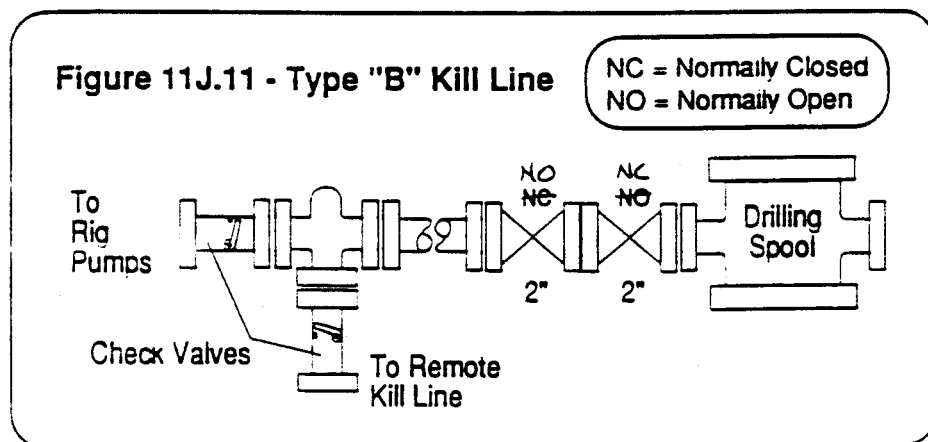 Figure 11J.11 - Type "B" Kill Line
NC = Normally Closed
NO = Normally Open
To
Rig
Pumps
NO NC
NC NO
2" 2"
Drilling
Spool
Check Valves
To Remote
Kill Line